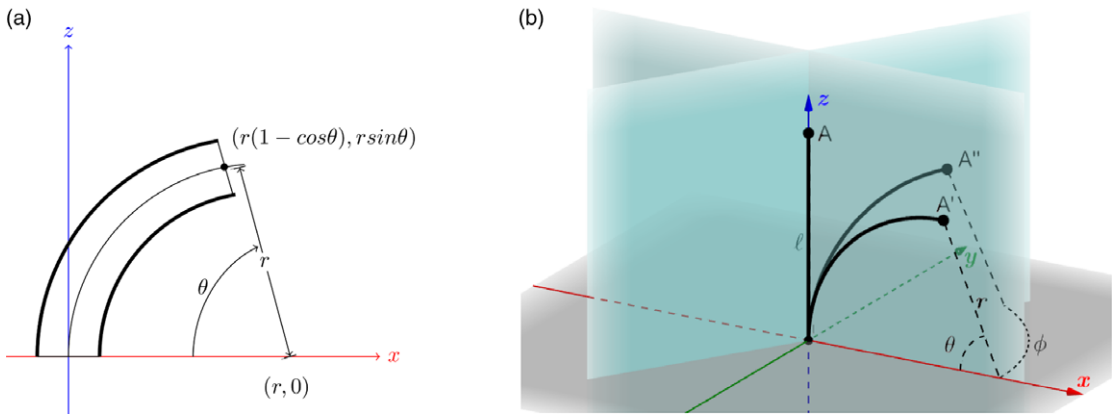 (a)
z
(r(1 − cosθ), rsinθ)
r
θ
x
(r, 0)
(b)
z
A
A"
A'
ℓ
y
r
θ
ϕ
x